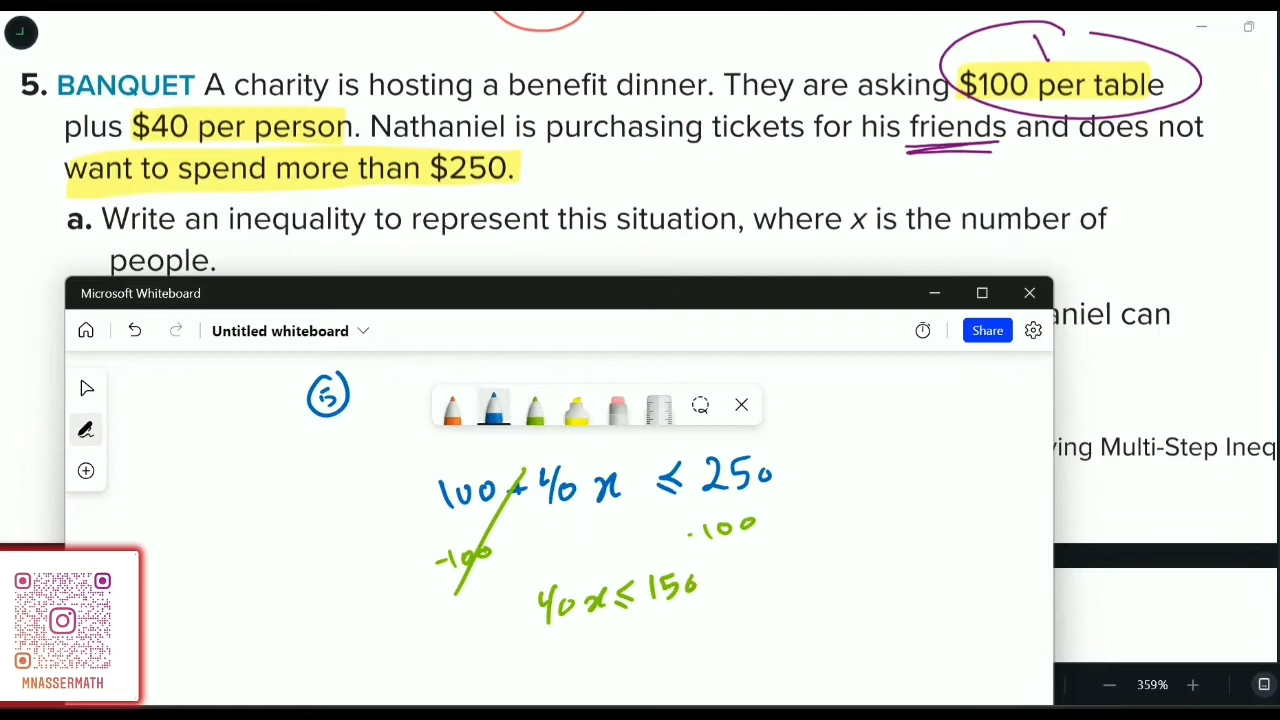 5. BANQUET A charity is hosting a benefit dinner. They are asking $100 per table
plus $40 per person. Nathaniel is purchasing tickets for his friends and does not
want to spend more than $250.
a. Write an inequality to represent this situation, where x is the number of
people.
Microsoft Whiteboard
aniel can
Untitled whiteboard
Share
5
ying Multi-Step Ineq
100 + 40 x ≤ 250
-100 -100
40x ≤ 150
MNASSERMATH
359%